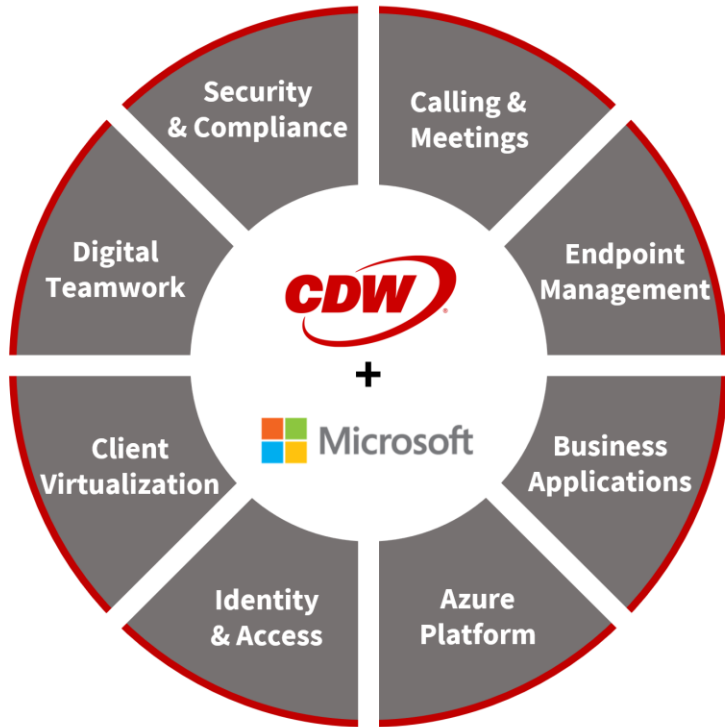 Security
& Compliance
Calling &
Meetings
Digital
Teamwork
Endpoint
Management
CDW®
+
Microsoft
Client
Virtualization
Business
Applications
Identity
& Access
Azure
Platform